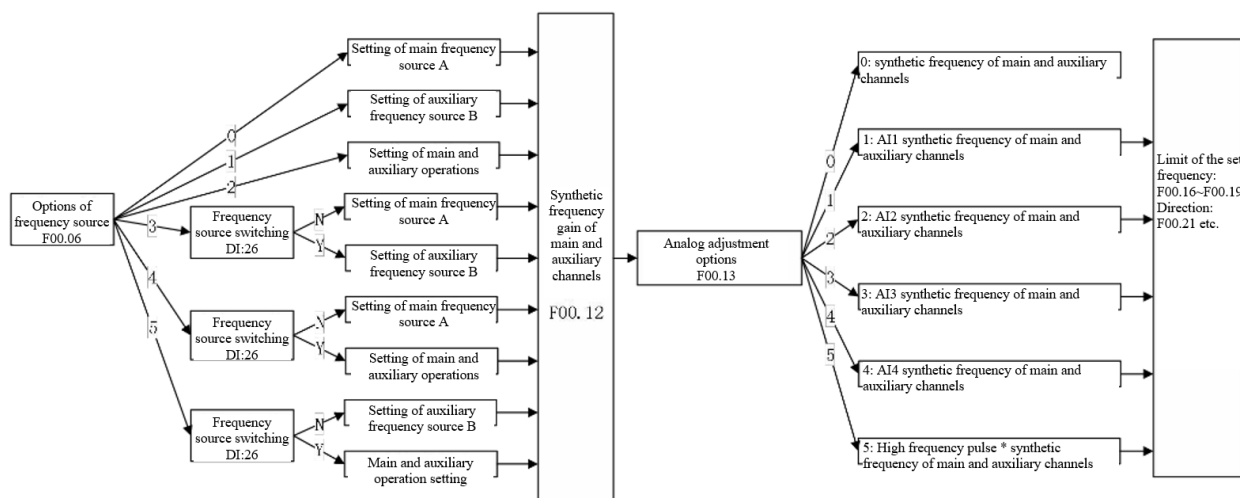 Options of
frequency source
F00.06
0
1
2
3
4
5
Frequency
source switching
DI:26
N
Y
Frequency
source switching
DI:26
N
Y
Frequency
source switching
DI:26
N
Y
Setting of main frequency
source A
Setting of auxiliary
frequency source B
Setting of main and
auxiliary operations
Setting of main frequency
source A
Setting of auxiliary
frequency source B
Setting of main frequency
source A
Setting of main and
auxiliary operations
Setting of auxiliary
frequency source B
Main and auxiliary
operation setting
Synthetic
frequency
gain of
main and
auxiliary
channels
F00.12
Analog adjustment
options
F00.13
0
1
2
3
4
5
0: synthetic frequency of main and auxiliary
channels
1: AI1 synthetic frequency of main and
auxiliary channels
2: AI2 synthetic frequency of main and
auxiliary channels
3: AI3 synthetic frequency of main and
auxiliary channels
4: AI4 synthetic frequency of main and
auxiliary channels
5: High frequency pulse * synthetic
frequency of main and auxiliary channels
Limit of the set
frequency:
F00.16~F00.19
Direction:
F00.21 etc.